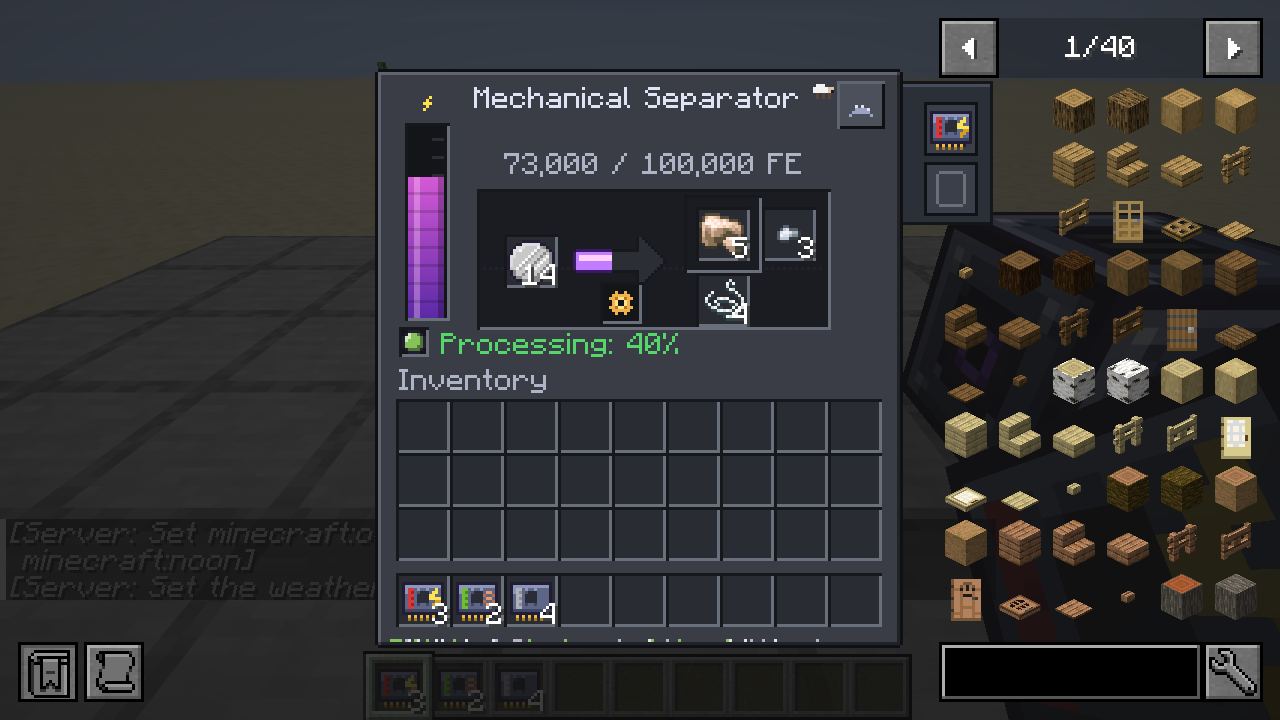 1/40
Mechanical Separator
73,000 / 100,000 FE
5
3
14
4
Processing: 40%
Inventory
[Server: Set minecraft:o
minecraft:noon]
[Server: Set the weather
3
2
4
3
2
4